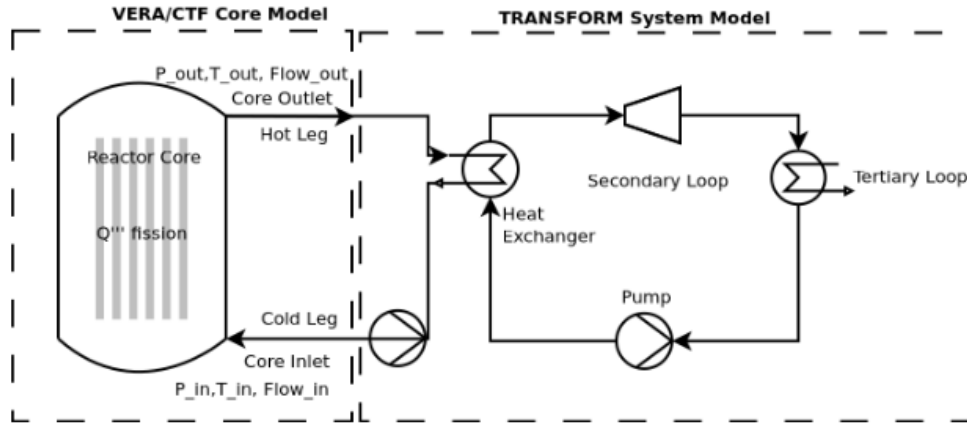 VERA/CTF Core Model
TRANSFORM System Model
P_out,T_out, Flow_out
Core Outlet
Hot Leg
Reactor Core
Q''' fission
Cold Leg
Core Inlet
P_in,T_in, Flow_in
Heat
Exchanger
Secondary Loop
Tertiary Loop
Pump